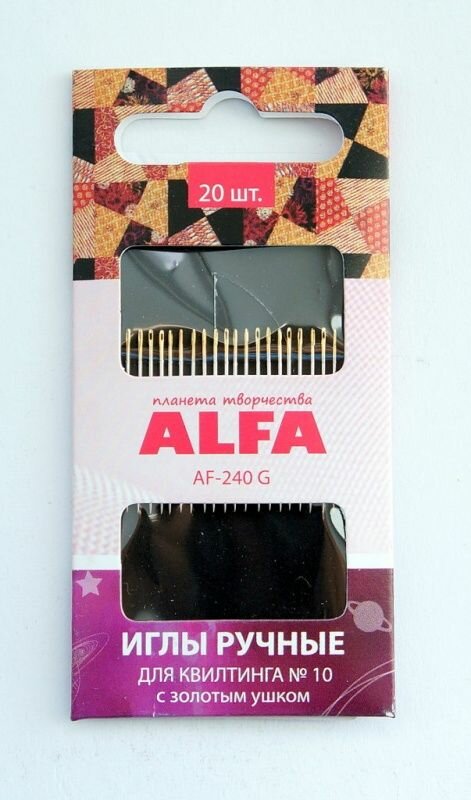 20 шт.
планета творчества
ALFA
AF-240 G
ИГЛЫ РУЧНЫЕ
ДЛЯ КВИЛТИНГА № 10
С ЗОЛОТЫМ УШКОМ